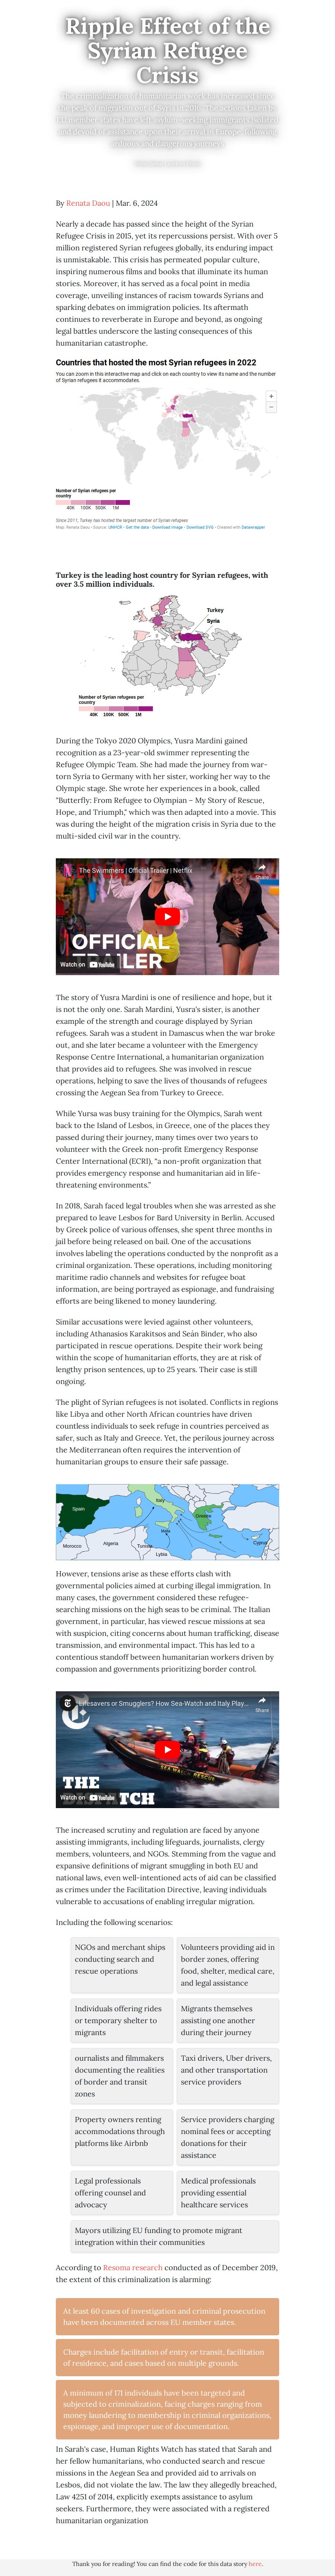 Ripple Effect of the
Syrian Refugee
Crisis
The criminalization of humanitarian work has increased since
the peak of migration out of Syria in 2015. The actions taken by
EU member states have left asylum-seeking immigrants isolated
and devoid of assistance upon their arrival in Europe following
arduous and dangerous journeys.
By Renata Daou | Mar. 6, 2024
Nearly a decade has passed since the height of the Syrian
Refugee Crisis in 2015, yet its repercussions persist. With over 5
million registered Syrian refugees globally, its enduring impact
is unmistakable. This crisis has permeated popular culture,
inspiring numerous films and books that illuminate its human
stories. Moreover, it has served as a focal point in media
coverage, unveiling instances of racism towards Syrians and
sparking debates on immigration policies. Its aftermath
continues to reverberate in Europe and beyond, as ongoing
legal battles underscore the lasting consequences of this
humanitarian catastrophe.
Countries that hosted the most Syrian refugees in 2022
You can zoom in this interactive map and click on each country to view its name and the number
of Syrian refugees it accommodates.
+
−
Number of Syrian refugees per
country
40K 100K 500K 1M
Since 2011, Turkey has hosted the largest number of Syrian refugees
Map: Renata Daou • Source: UNHCR • Get the data • Download image • Download SVG • Created with Datawrapper
Turkey is the leading host country for Syrian refugees, with
over 3.5 million individuals.
Turkey
Syria
Number of Syrian refugees per
country
40K 100K 500K 1M
During the Tokyo 2020 Olympics, Yusra Mardini gained
recognition as a 23-year-old swimmer representing the
Refugee Olympic Team. She had made the journey from war-
torn Syria to Germany with her sister, working her way to the
Olympic stage. She wrote her experiences in a book, called
"Butterfly: From Refugee to Olympian – My Story of Rescue,
Hope, and Triumph," which was then adapted into a movie. This
was during the height of the migration crisis in Syria due to the
multi-sided civil war in the country.
The Swimmers | Official Trailer | Netflix
Share
OFFICIAL
TRAILER
Watch on YouTube
The story of Yusra Mardini is one of resilience and hope, but it
is not the only one. Sarah Mardini, Yusra's sister, is another
example of the strength and courage displayed by Syrian
refugees. Sarah was a student in Damascus when the war broke
out, and she later became a volunteer with the Emergency
Response Centre International, a humanitarian organization
that provides aid to refugees. She was involved in rescue
operations, helping to save the lives of thousands of refugees
crossing the Aegean Sea from Turkey to Greece.
While Yursa was busy training for the Olympics, Sarah went
back to the Island of Lesbos, in Greece, one of the places they
passed during their journey, many times over two years to
volunteer with the Greek non-profit Emergency Response
Center International (ECRI), “a non-profit organization that
provides emergency response and humanitarian aid in life-
threatening environments.”
In 2018, Sarah faced legal troubles when she was arrested as she
prepared to leave Lesbos for Bard University in Berlin. Accused
by Greek police of various offenses, she spent three months in
jail before being released on bail. One of the accusations
involves labeling the operations conducted by the nonprofit as a
criminal organization. These operations, including monitoring
maritime radio channels and websites for refugee boat
information, are being portrayed as espionage, and fundraising
efforts are being likened to money laundering.
Similar accusations were levied against other volunteers,
including Athanasios Karakitsos and Seán Binder, who also
participated in rescue operations. Despite their work being
within the scope of humanitarian efforts, they are at risk of
lengthy prison sentences, up to 25 years. Their case is still
ongoing.
The plight of Syrian refugees is not isolated. Conflicts in regions
like Libya and other North African countries have driven
countless individuals to seek refuge in countries perceived as
safer, such as Italy and Greece. Yet, the perilous journey across
the Mediterranean often requires the intervention of
humanitarian groups to ensure their safe passage.
Spain
Italy
Greece
Malta
Cyprus
Morocco
Algeria
Tunisia
Lybia
However, tensions arise as these efforts clash with
governmental policies aimed at curbing illegal immigration. In
many cases, the government considered these refugee-
searching missions on the high seas to be criminal. The Italian
government, in particular, has viewed rescue missions at sea
with suspicion, citing concerns about human trafficking, disease
transmission, and environmental impact. This has led to a
contentious standoff between humanitarian workers driven by
compassion and governments prioritizing border control.
Lifesavers or Smugglers? How Sea-Watch and Italy Play...
Share
SEA WATCH RESCUE
THE
DISPATCH
Watch on YouTube
The increased scrutiny and regulation are faced by anyone
assisting immigrants, including lifeguards, journalists, clergy
members, volunteers, and NGOs. Stemming from the vague and
expansive definitions of migrant smuggling in both EU and
national laws, even well-intentioned acts of aid can be classified
as crimes under the Facilitation Directive, leaving individuals
vulnerable to accusations of enabling irregular migration.
Including the following scenarios:
NGOs and merchant ships
conducting search and
rescue operations
Volunteers providing aid in
border zones, offering
food, shelter, medical care,
and legal assistance
Individuals offering rides
or temporary shelter to
migrants
Migrants themselves
assisting one another
during their journey
ournalists and filmmakers
documenting the realities
of border and transit
zones
Taxi drivers, Uber drivers,
and other transportation
service providers
Property owners renting
accommodations through
platforms like Airbnb
Service providers charging
nominal fees or accepting
donations for their
assistance
Legal professionals
offering counsel and
advocacy
Medical professionals
providing essential
healthcare services
Mayors utilizing EU funding to promote migrant
integration within their communities
According to Resoma research conducted as of December 2019,
the extent of this criminalization is alarming:
At least 60 cases of investigation and criminal prosecution
have been documented across EU member states.
Charges include facilitation of entry or transit, facilitation
of residence, and cases based on multiple grounds.
A minimum of 171 individuals have been targeted and
subjected to criminalization, facing charges ranging from
money laundering to membership in criminal organizations,
espionage, and improper use of documentation.
In Sarah's case, Human Rights Watch has stated that Sarah and
her fellow humanitarians, who conducted search and rescue
missions in the Aegean Sea and provided aid to arrivals on
Lesbos, did not violate the law. The law they allegedly breached,
Law 4251 of 2014, explicitly exempts assistance to asylum
seekers. Furthermore, they were associated with a registered
humanitarian organization
Thank you for reading! You can find the code for this data story here.